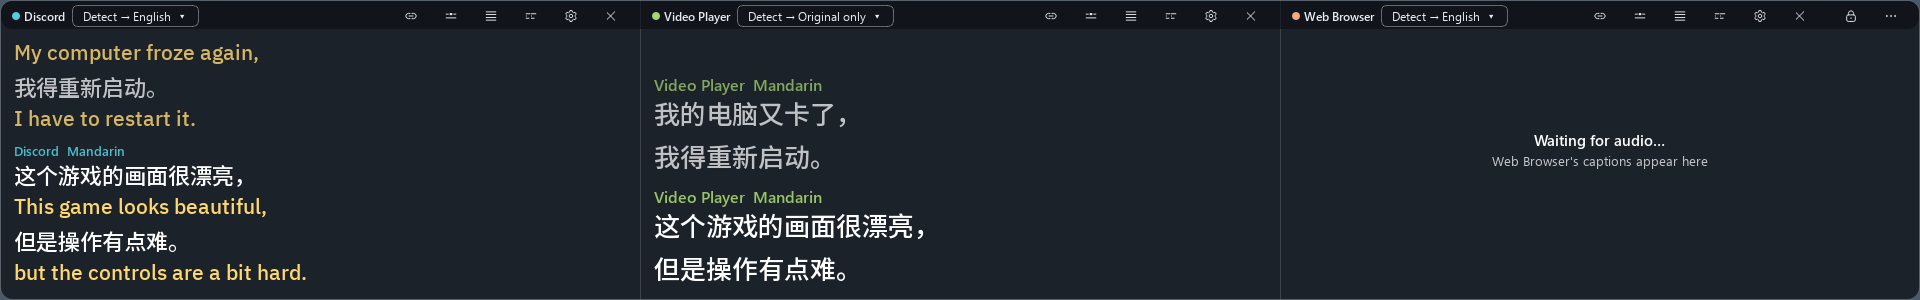 Discord Detect → English
My computer froze again,
我得重新启动。
I have to restart it.
Discord Mandarin
这个游戏的画面很漂亮，
This game looks beautiful,
但是操作有点难。
but the controls are a bit hard.
Video Player Detect → Original only
Video Player Mandarin
我的电脑又卡了，
我得重新启动。
Video Player Mandarin
这个游戏的画面很漂亮，
但是操作有点难。
Web Browser Detect → English
Waiting for audio...
Web Browser's captions appear here